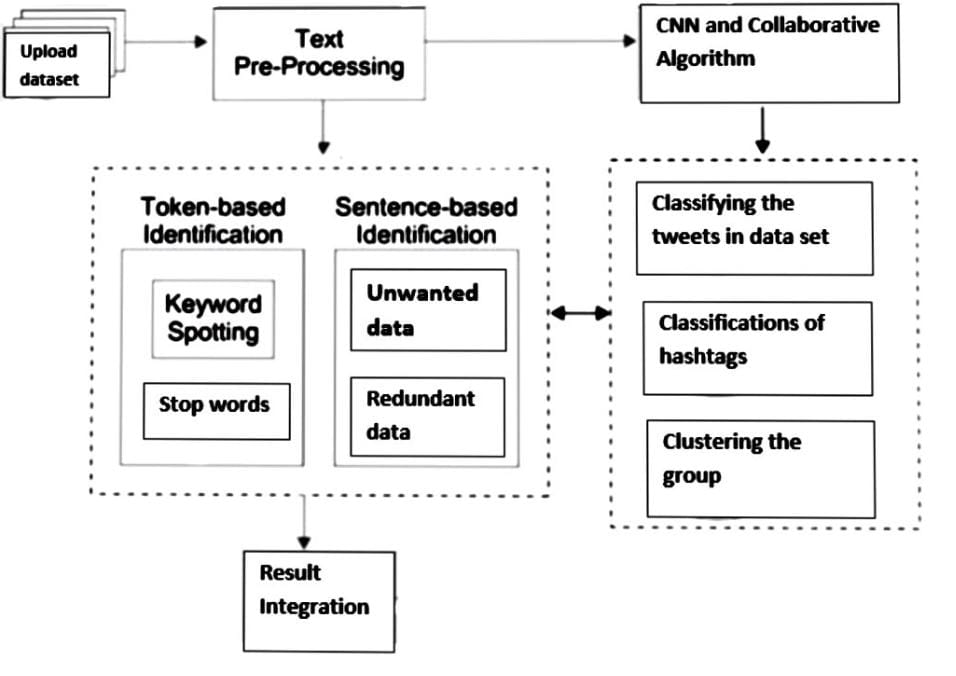 Upload
dataset
Text
Pre-Processing
CNN and Collaborative
Algorithm
Token-based
Identification
Keyword
Spotting
Stop words
Sentence-based
Identification
Unwanted
data
Redundant
data
Classifying the
tweets in data set
Classifications of
hashtags
Clustering the
group
Result
Integration